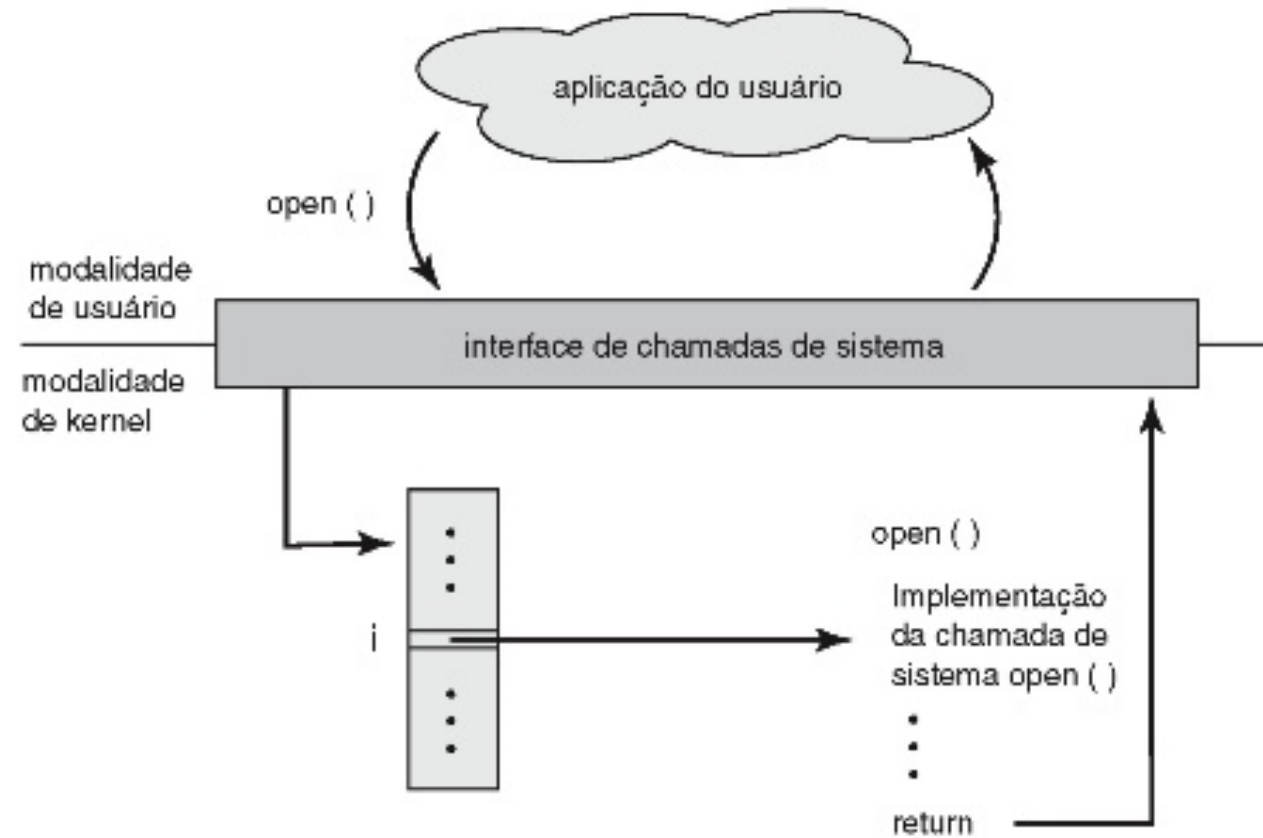 aplicação do usuário
open ( )
modalidade
de usuário
interface de chamadas de sistema
modalidade
de kernel
i
open ( )
Implementação
da chamada de
sistema open ( )
return